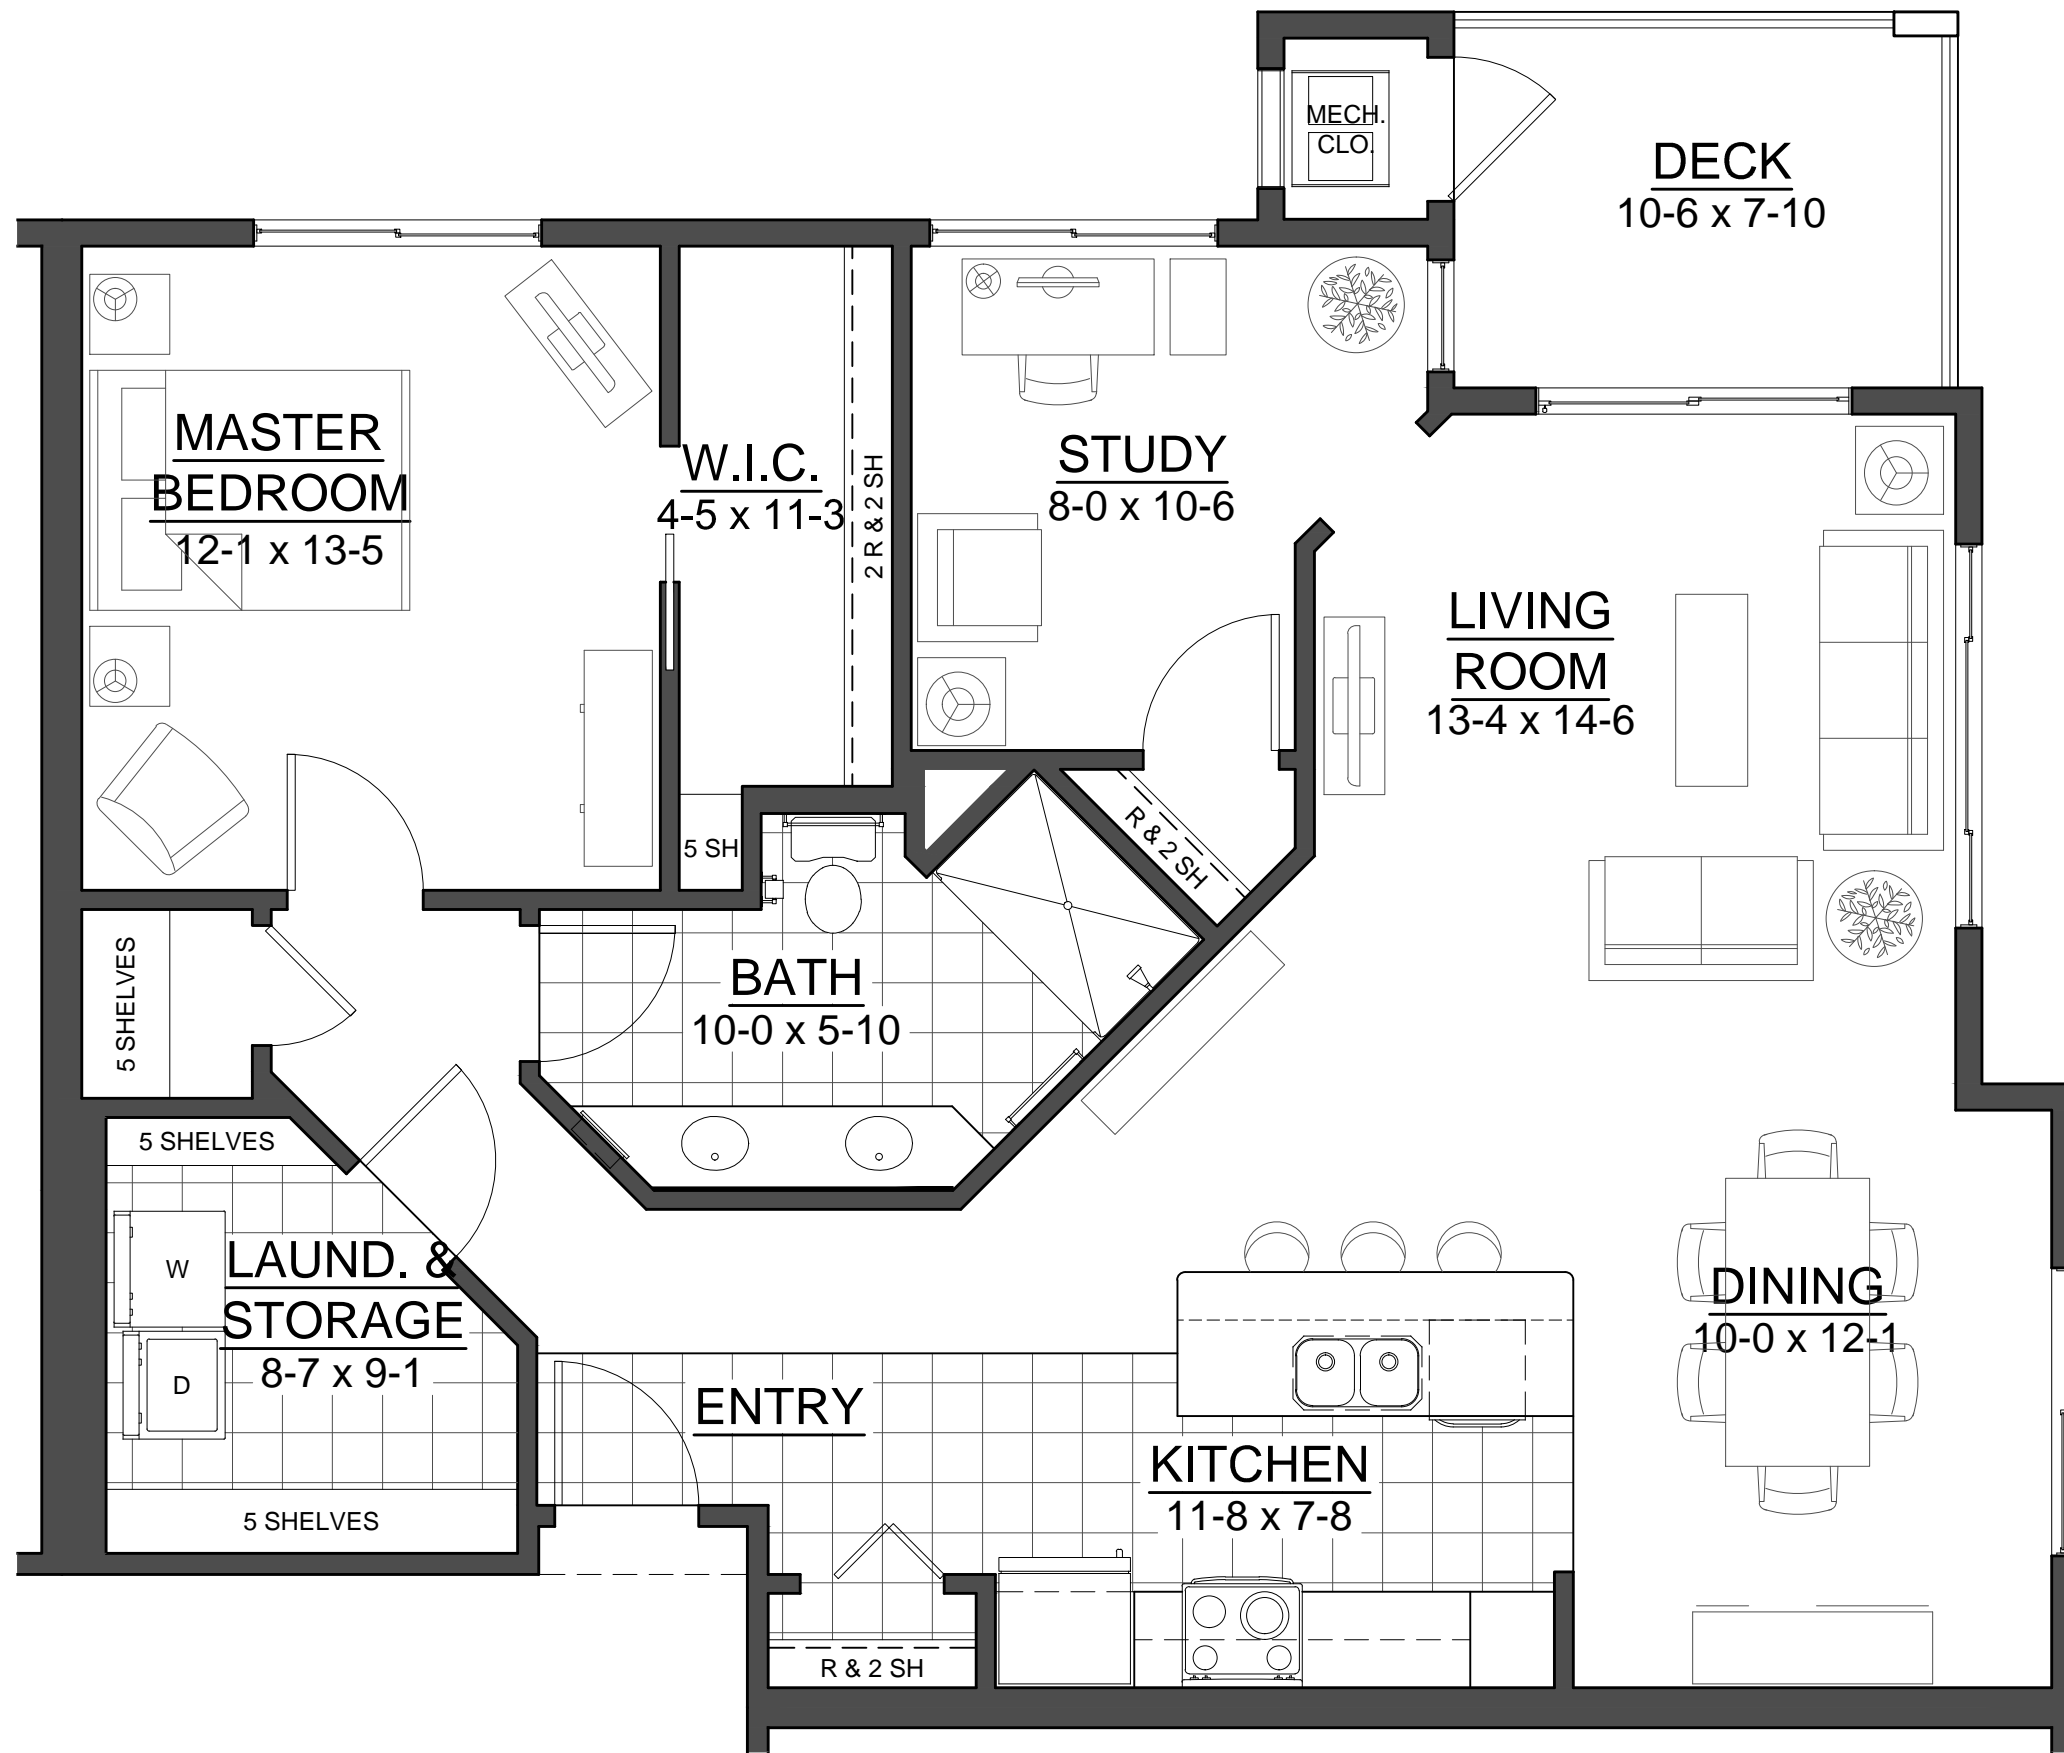 MECH.
CLO.
DECK
10-6 x 7-10
MASTER
BEDROOM
12-1 x 13-5
W.I.C.
4-5 x 11-3
2 R & 2 SH
STUDY
8-0 x 10-6
LIVING
ROOM
13-4 x 14-6
5 SH
R & 2 SH
5 SHELVES
BATH
10-0 x 5-10
5 SHELVES
W
LAUND. &
STORAGE
8-7 x 9-1
D
5 SHELVES
ENTRY
DINING
10-0 x 12-1
KITCHEN
11-8 x 7-8
R & 2 SH